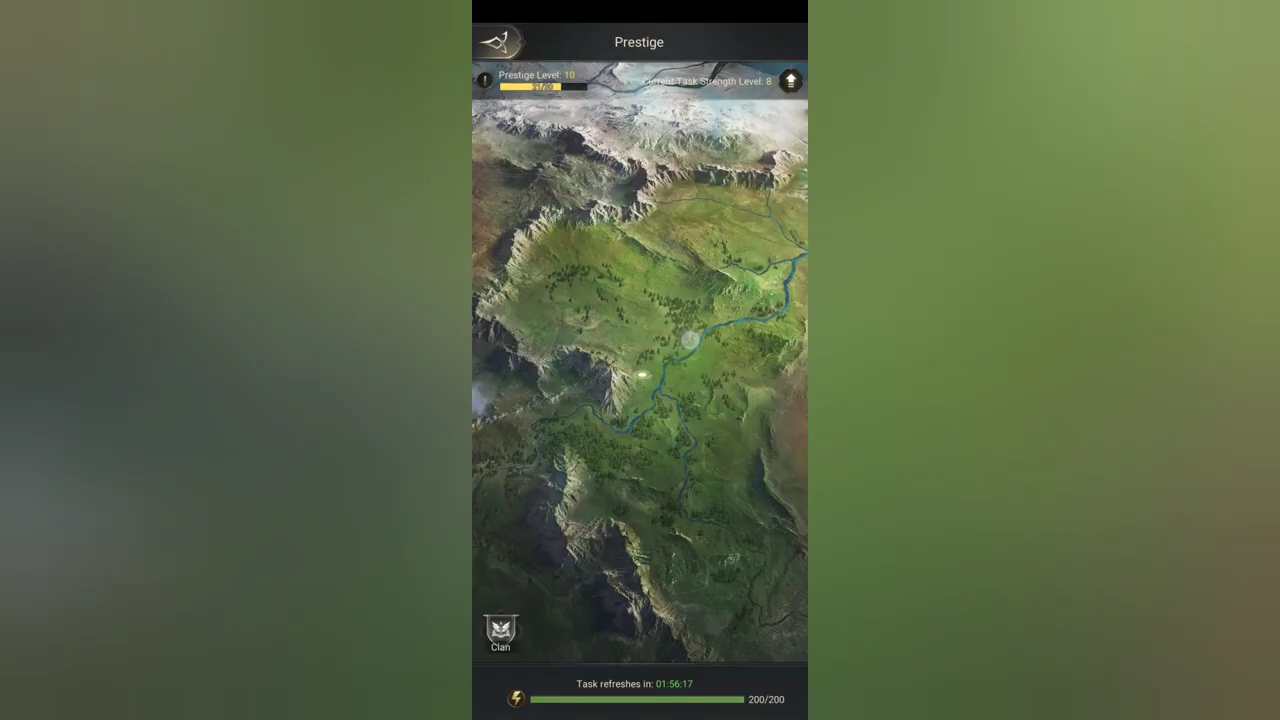 Prestige
Prestige Level: 10
Current Task Strength Level: 8
Clan
Task refreshes in: 01:56:17
200/200